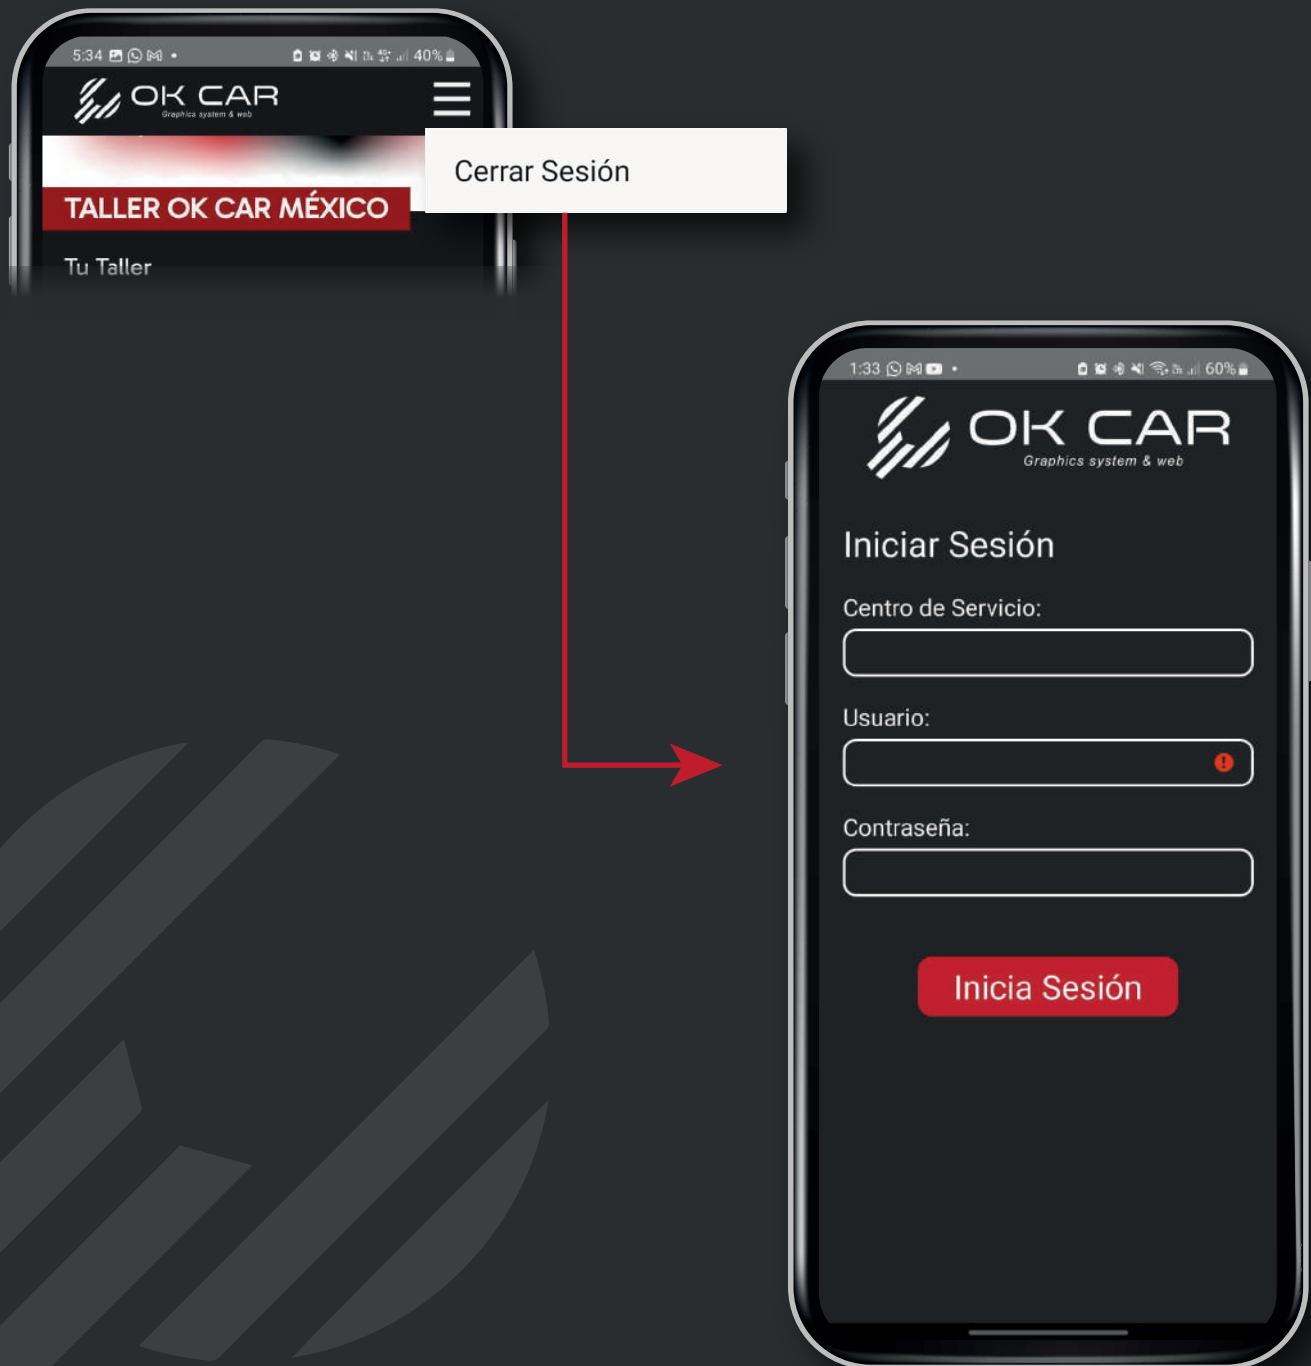 5:34
40%
OK CAR
Graphics system & web
Cerrar Sesión
TALLER OK CAR MÉXICO
Tu Taller
1:33
60%
OK CAR
Graphics system & web
Iniciar Sesión
Centro de Servicio:
Usuario:
Contraseña:
Inicia Sesión